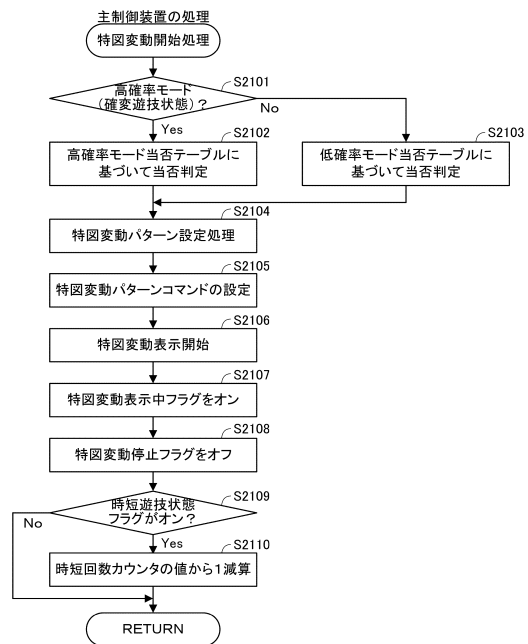 主制御装置の処理
特図変動開始処理
S2101
高確率モード
(確変遊技状態)?
No
Yes
S2102
高確率モード当否テーブルに
基づいて当否判定
S2103
低確率モード当否テーブルに
基づいて当否判定
S2104
特図変動パターン設定処理
S2105
特図変動パターンコマンドの設定
S2106
特図変動表示開始
S2107
特図変動表示中フラグをオン
S2108
特図変動停止フラグをオフ
S2109
時短遊技状態
フラグがオン?
No
Yes
S2110
時短回数カウンタの値から1減算
RETURN